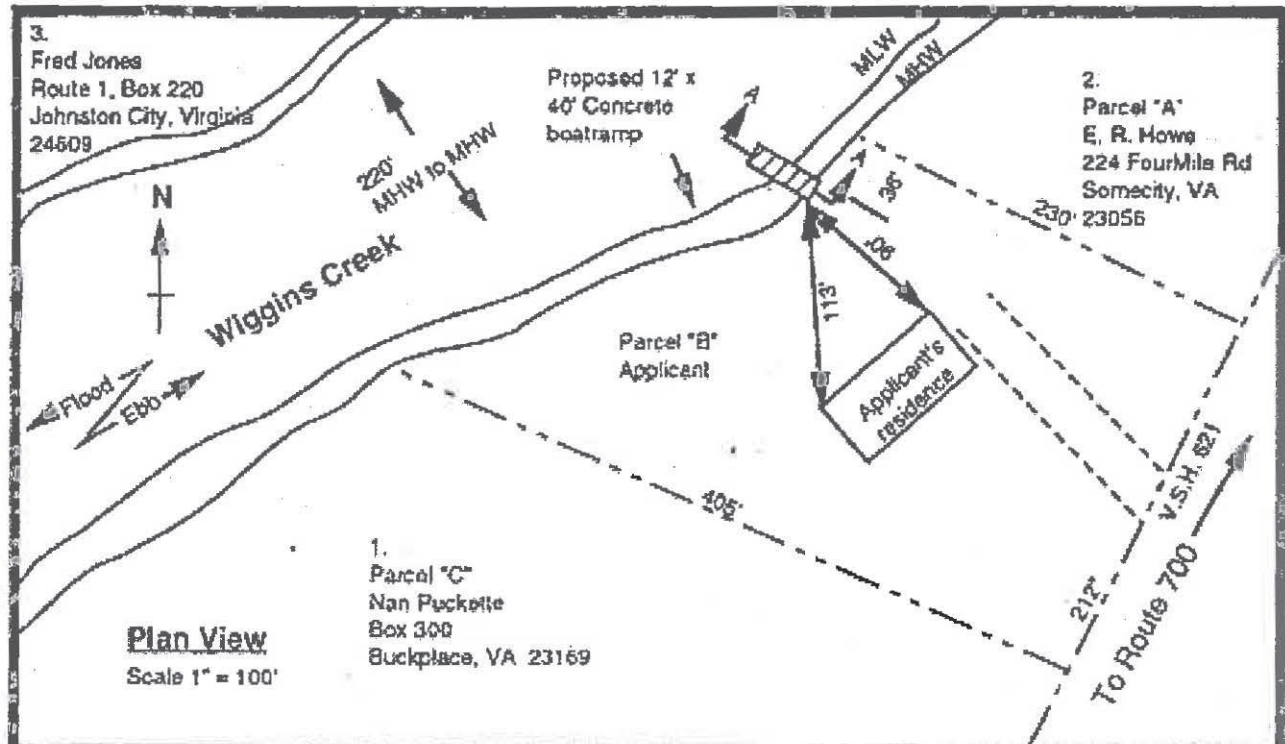 3.
Fred Jones
Route 1, Box 220
Johnston City, Virginia
24609
220'
MHW to MHW
Proposed 12' x
40' Concrete
boatramp
MLW
MHW
A
A
36'
2.
Parcel "A"
E. R. Howe
224 FourMile Rd
Somecity, VA
23056
230'
N
Wiggins Creek
Flood
Ebb
90'
113'
Parcel "B"
Applicant
Applicant's
residence
405'
V.S.H. 621
212"
To Route 700
1.
Parcel "C"
Nan Puckette
Box 300
Buckplace, VA 23169
Plan View
Scale 1" = 100'